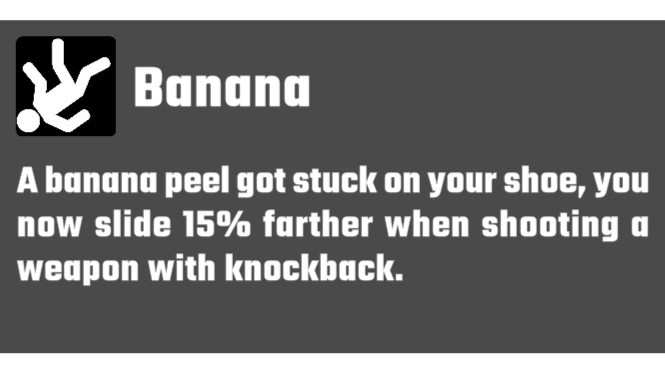 Banana
A banana peel got stuck on your shoe, you
now slide 15% farther when shooting a
weapon with knockback.